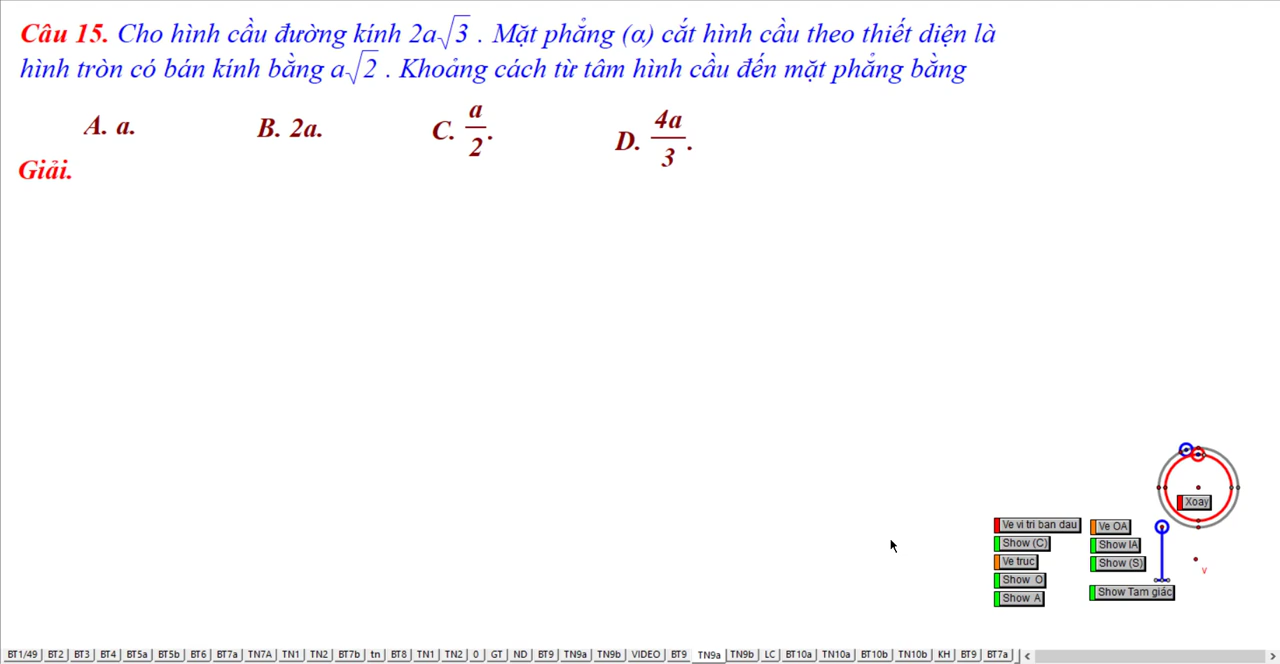 Câu 15. Cho hình cầu đường kính 2a√3 . Mặt phẳng (α) cắt hình cầu theo thiết diện là
hình tròn có bán kính bằng a√2 . Khoảng cách từ tâm hình cầu đến mặt phẳng bằng
A. a. B. 2a. C. a/2. D. 4a/3.
Giải.
Xoay
Ve vi tri ban dau Ve OA
Show (C) Show IA
Ve truc Show (S)
v
Show O
Show A Show Tam giác
BT1/49 BT2 BT3 BT4 BT5a BT5b BT6 BT7a TN7A TN1 TN2 BT7b tn BT8 TN1 TN2 0 GT ND BT9 TN9a TN9b VIDEO BT9 TN9a TN9b LC BT10a TN10a BT10b TN10b KH BT9 BT7a